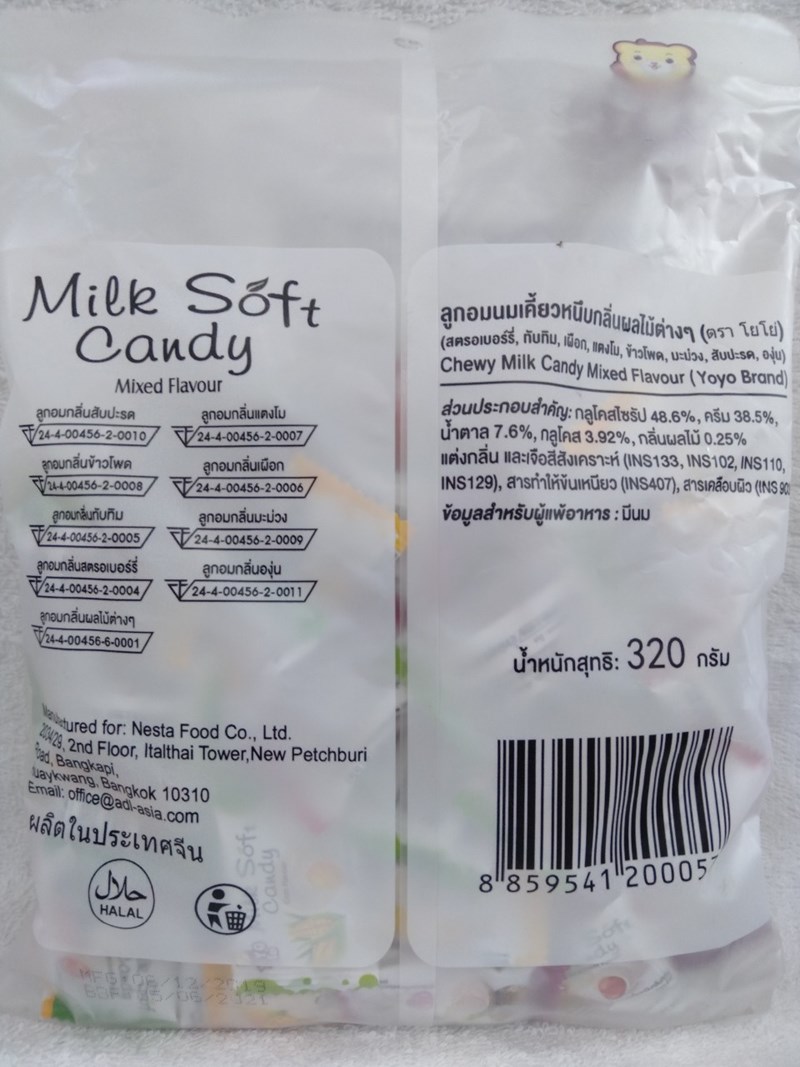 Milk Soft
Candy
Mixed Flavour
ลูกอมกลิ่นสับปะรด
24-4-00456-2-0010
ลูกอมกลิ่นแตงโม
24-4-00456-2-0007
ลูกอมกลิ่นข้าวโพด
24-4-00456-2-0008
ลูกอมกลิ่นเผือก
24-4-00456-2-0006
ลูกอมกลิ่นทับทิม
24-4-00456-2-0005
ลูกอมกลิ่นมะม่วง
24-4-00456-2-0009
ลูกอมกลิ่นสตรอเบอร์รี่
24-4-00456-2-0004
ลูกอมกลิ่นองุ่น
24-4-00456-2-0011
ลูกอมกลิ่นผลไม้ต่างๆ
24-4-00456-6-0001
for: Nesta Food Co., Ltd.
2nd Floor, Italthai Tower,New Petchburi
Bangkapi,
Bangkok 10310
Email: office@adl-asia.com
ผลิตในประเทศจีน
حلال
HALAL
ลูกอมนมเคี้ยวหนึบกลิ่นผลไม้ต่างๆ (ตรา โยโย่)
(สตรอเบอร์รี่, ทับทิม, เผือก, แตงโม, ข้าวโพด, มะม่วง, สับปะรด, องุ่น)
Chewy Milk Candy Mixed Flavour (Yoyo Brand)
ส่วนประกอบสำคัญ: กลูโคสไซรัป 48.6%, ครีม 38.5%,
น้ำตาล 7.6%, กลูโคส 3.92%, กลิ่นผลไม้ 0.25%
แต่งกลิ่น และเจือสีสังเคราะห์ (INS133, INS102, INS110,
INS129), สารทำให้ข้นเหนียว (INS407), สารเคลือบผิว (INS
ข้อมูลสำหรับผู้แพ้อาหาร : มีนม
น้ำหนักสุทธิ: 320 กรัม
8 859541 20005
Soft
Candy